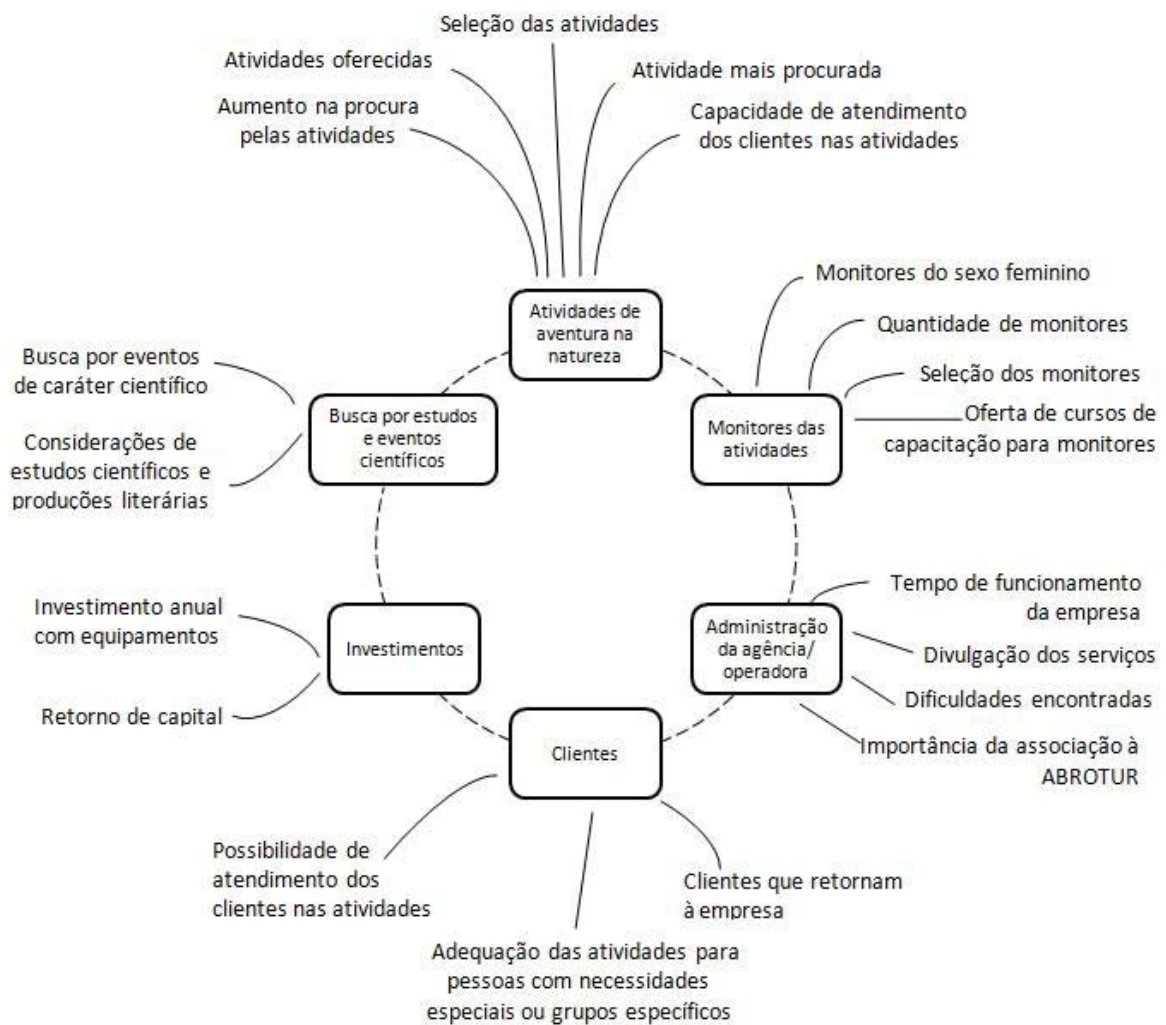 Seleção das atividades
Atividades oferecidas
Atividade mais procurada
Aumento na procura
pelas atividades
Capacidade de atendimento
dos clientes nas atividades
Atividades de
aventura na
natureza
Monitores do sexo feminino
Quantidade de monitores
Seleção dos monitores
Oferta de cursos de
capacitação para monitores
Monitores das
atividades
Busca por eventos
de caráter científico
Considerações de
estudos científicos e
produções literárias
Busca por estudos
e eventos
científicos
Tempo de funcionamento
da empresa
Divulgação dos serviços
Dificuldades encontradas
Importância da associação à
ABROTUR
Administração
da agência/
operadora
Investimento anual
com equipamentos
Retorno de capital
Investimentos
Clientes
Possibilidade de
atendimento dos
clientes nas atividades
Clientes que retornam
à empresa
Adequação das atividades para
pessoas com necessidades
especiais ou grupos específicos